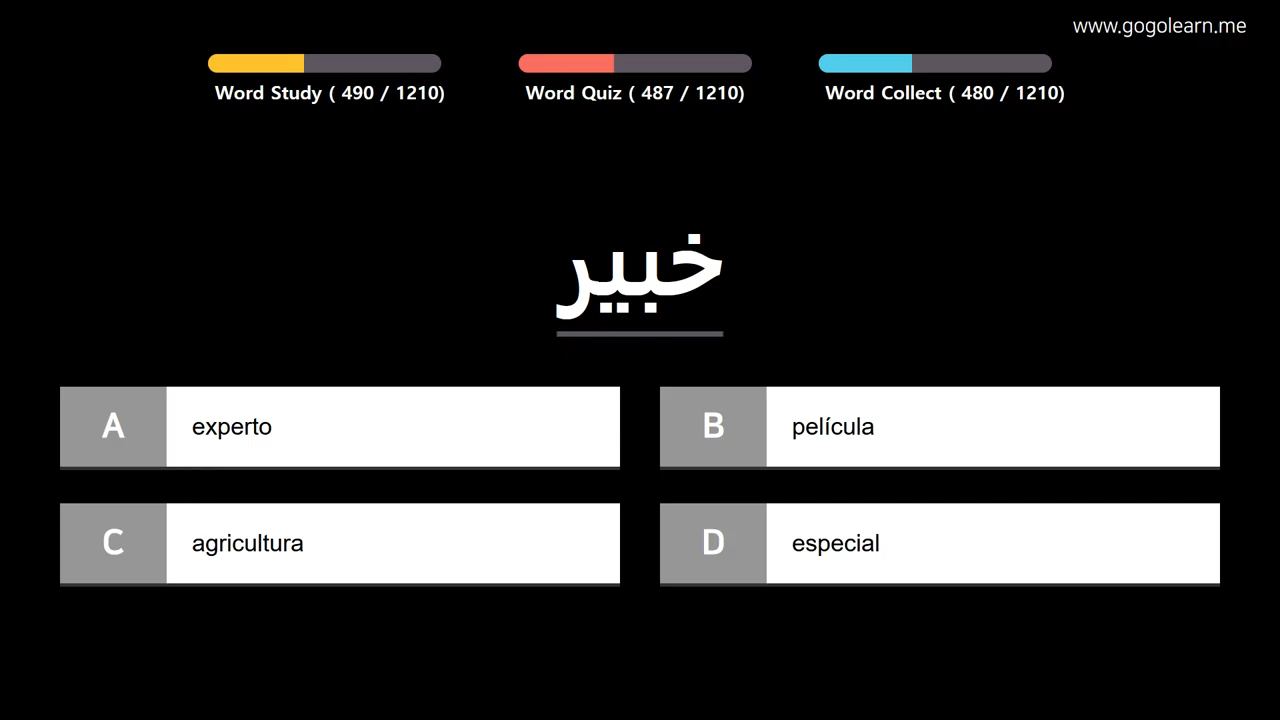 www.gogolearn.me
Word Study ( 490 / 1210)
Word Quiz ( 487 / 1210)
Word Collect ( 480 / 1210)
خبير
A experto
B película
C agricultura
D especial